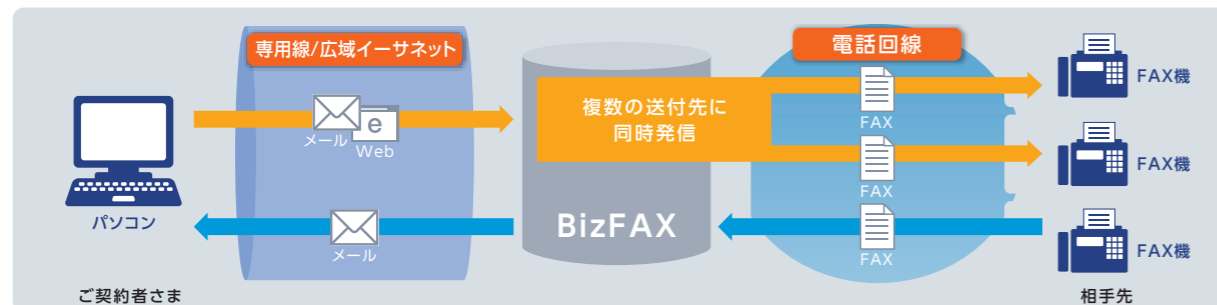 専用線/広域イーサネット
電話回線
複数の送付先に
同時発信
メール
e
Web
FAX
FAX
FAX
FAX機
FAX機
FAX機
パソコン
メール
BizFAX
ご契約者さま
相手先